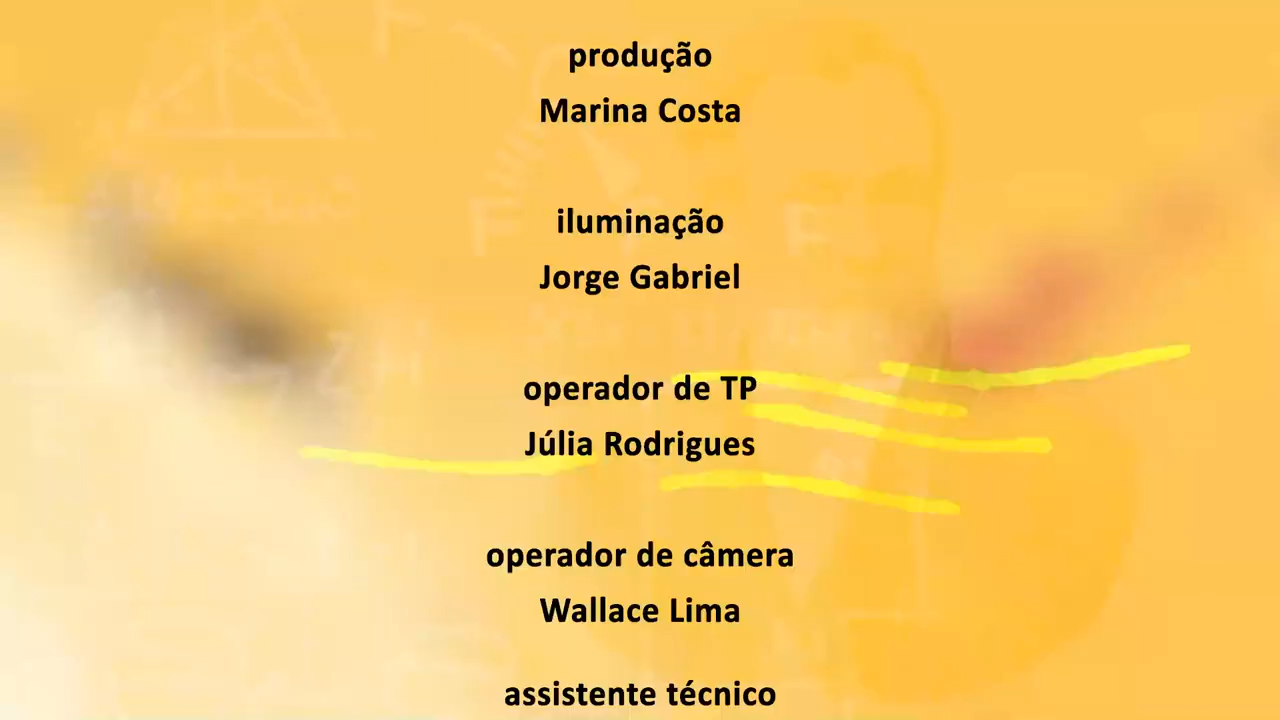 produção
Marina Costa
iluminação
Jorge Gabriel
operador de TP
Júlia Rodrigues
operador de câmera
Wallace Lima
assistente técnico